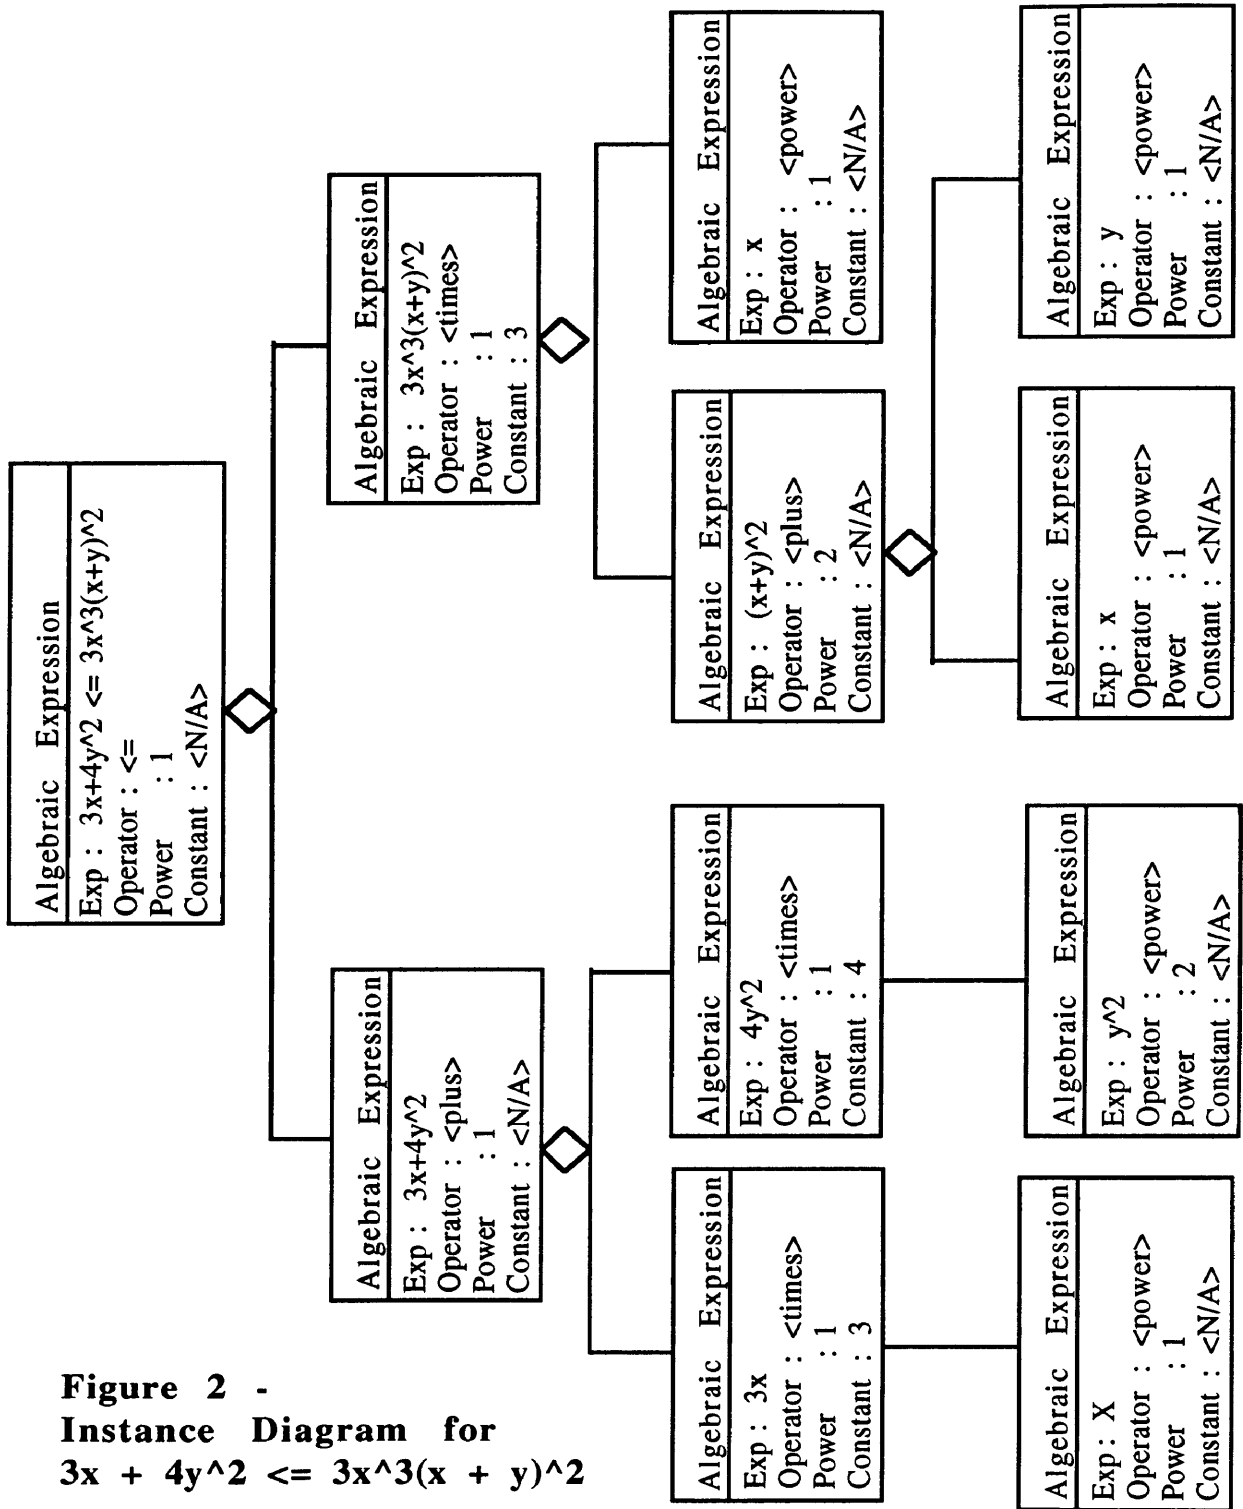 Algebraic Expression
Exp : 3x+4y^2 <= 3x^3(x+y)^2
Operator : <=
Power : 1
Constant : <N/A>
Algebraic Expression
Exp : 3x+4y^2
Operator : <plus>
Power : 1
Constant : <N/A>
Algebraic Expression
Exp : 3x^3(x+y)^2
Operator : <times>
Power : 1
Constant : 3
Algebraic Expression
Exp : 3x
Operator : <times>
Power : 1
Constant : 3
Algebraic Expression
Exp : 4y^2
Operator : <times>
Power : 1
Constant : 4
Algebraic Expression
Exp : (x+y)^2
Operator : <plus>
Power : 2
Constant : <N/A>
Algebraic Expression
Exp : x
Operator : <power>
Power : 1
Constant : <N/A>
Algebraic Expression
Exp : X
Operator : <power>
Power : 1
Constant : <N/A>
Algebraic Expression
Exp : y^2
Operator : <power>
Power : 2
Constant : <N/A>
Algebraic Expression
Exp : x
Operator : <power>
Power : 1
Constant : <N/A>
Algebraic Expression
Exp : y
Operator : <power>
Power : 1
Constant : <N/A>
Figure 2 -
Instance Diagram for
3x + 4y^2 <= 3x^3(x + y)^2